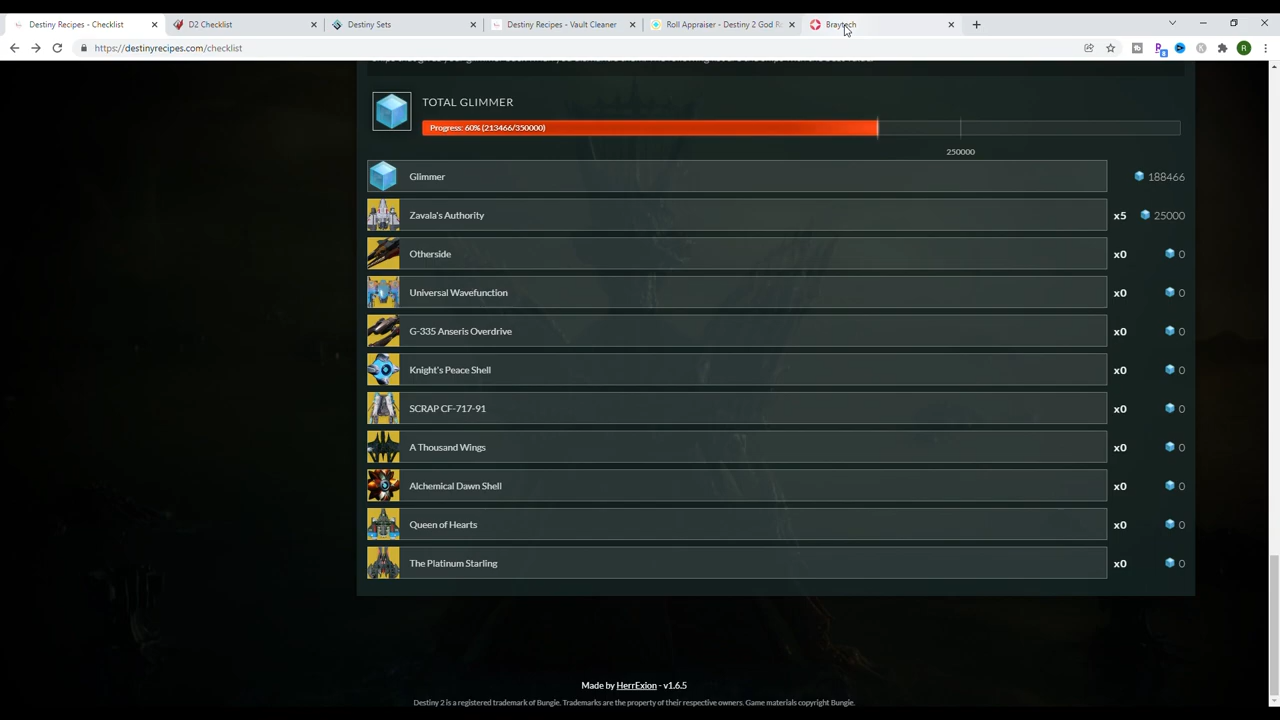 Destiny Recipes - Checklist
D2 Checklist
Destiny Sets
Destiny Recipes - Vault Cleaner
Roll Appraiser - Destiny 2 God R
Braytech
https://destinyrecipes.com/checklist
R
8
K
R
TOTAL GLIMMER
Progress: 60% (213466/350000)
250000
Glimmer 188466
Zavala's Authority x5 25000
Otherside x0 0
Universal Wavefunction x0 0
G-335 Anseris Overdrive x0 0
Knight's Peace Shell x0 0
SCRAP CF-717-91 x0 0
A Thousand Wings x0 0
Alchemical Dawn Shell x0 0
Queen of Hearts x0 0
The Platinum Starling x0 0
Made by HerrExion - v1.6.5
Destiny 2 is a registered trademark of Bungie. Trademarks are the property of their respective owners. Game materials copyright Bungie.